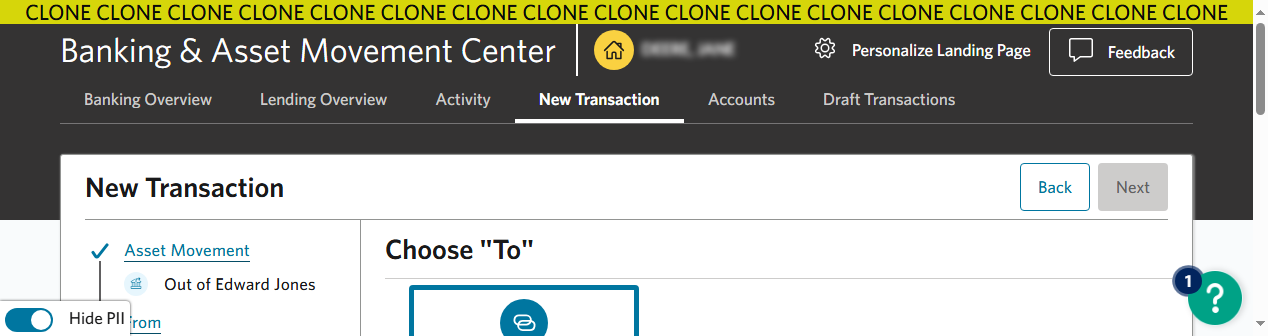 CLONE CLONE CLONE CLONE CLONE CLONE CLONE CLONE CLONE CLONE CLONE CLONE CLONE CLONE CLONE CLONE CLONE
Banking & Asset Movement Center
Personalize Landing Page
Feedback
Banking Overview
Lending Overview
Activity
New Transaction
Accounts
Draft Transactions
New Transaction
Back
Next
Asset Movement
Out of Edward Jones
Choose "To"
1
?
Hide PII
rom